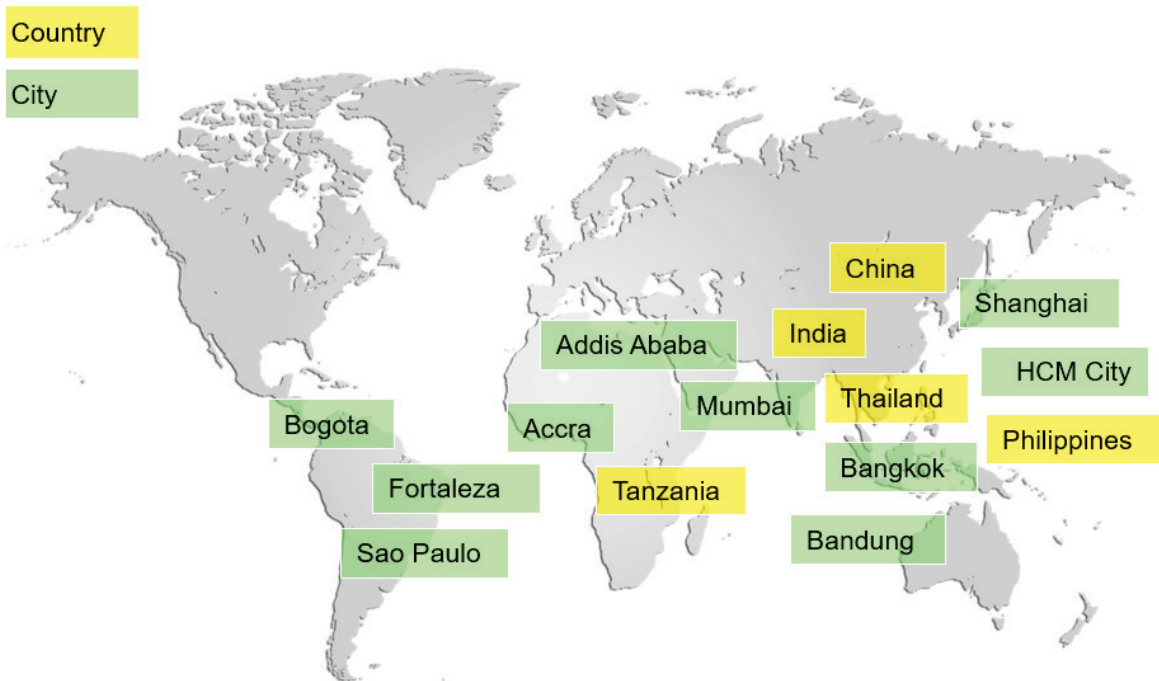 Country
City
China
Shanghai
India
Addis Ababa
HCM City
Thailand
Mumbai
Bogota
Accra
Philippines
Bangkok
Fortaleza
Tanzania
Bandung
Sao Paulo